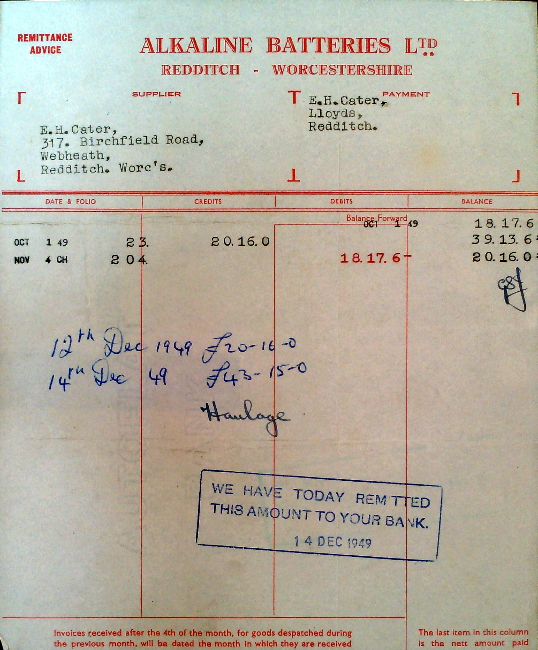 REMITTANCE
ADVICE
ALKALINE BATTERIES LTD
REDDITCH - WORCESTERSHIRE
SUPPLIER
PAYMENT
E.H.Cater,
317. Birchfield Road,
Webheath,
Redditch. Worc's.
E.H.Cater,
Lloyds,
Redditch.
DATE & FOLIO CREDITS DEBITS BALANCE
Balance Forward
OCT 1 49 18.17.6
OCT 1 49 23. 20.16.0 39.13.6
NOV 4 CH 204 18.17.6- 20.16.0
12th Dec 1949 £20-16-0
14th Dec 49 £43-15-0
Haulage
WE HAVE TODAY REMITTED
THIS AMOUNT TO YOUR BANK.
14 DEC 1949
Invoices received after the 4th of the month, for goods despatched during
the previous month, will be dated the month in which they are received
The last item in this column
is the nett amount paid